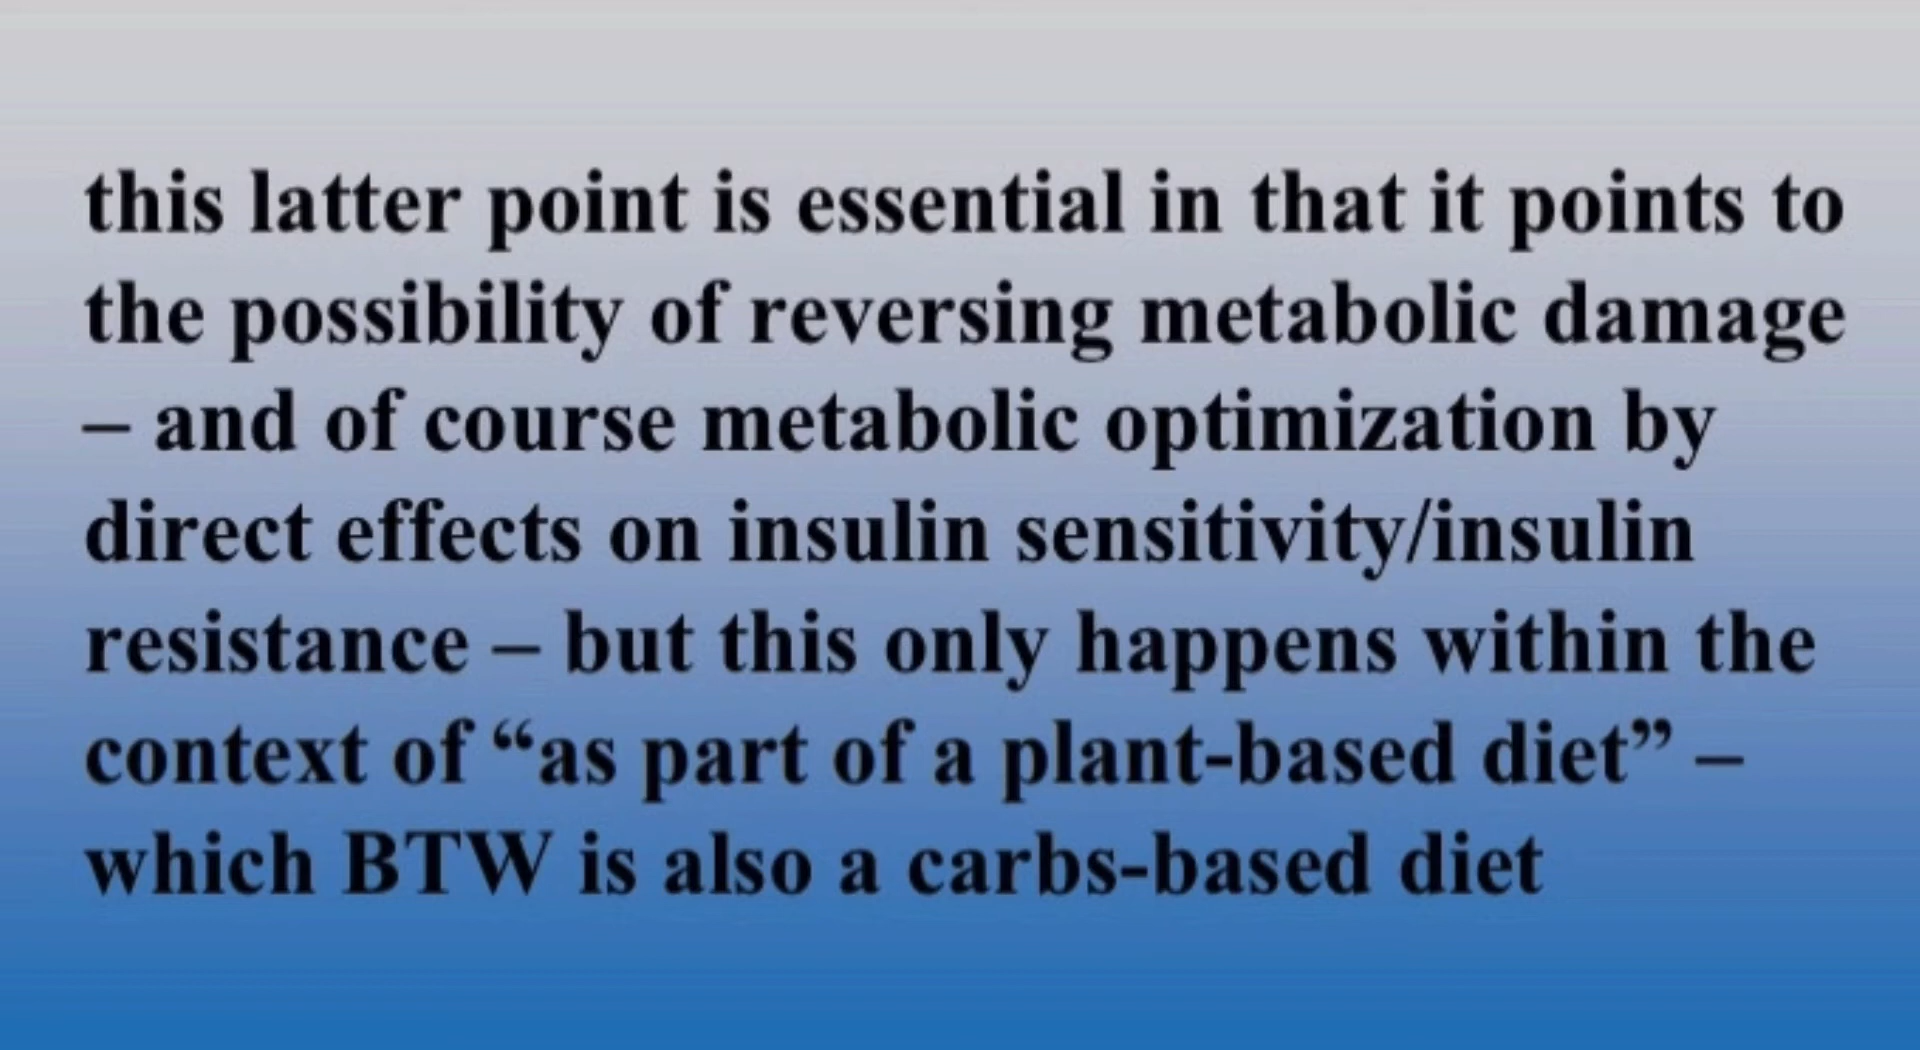 this latter point is essential in that it points to
the possibility of reversing metabolic damage
– and of course metabolic optimization by
direct effects on insulin sensitivity/insulin
resistance – but this only happens within the
context of “as part of a plant-based diet” –
which BTW is also a carbs-based diet